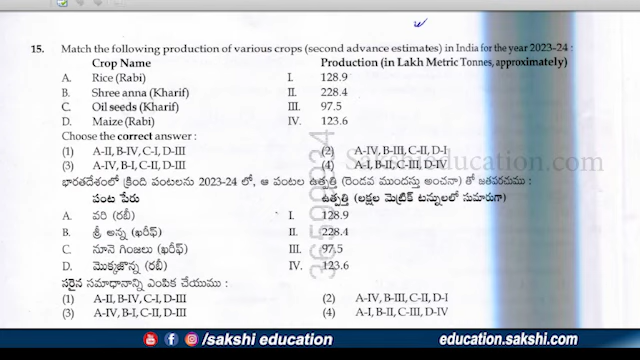 15. Match the following production of various crops (second advance estimates) in India for the year 2023-24 :
Crop Name Production (in Lakh Metric Tonnes, approximately)
A. Rice (Rabi) I. 128.9
B. Shree anna (Kharif) II. 228.4
C. Oil seeds (Kharif) III. 97.5
D. Maize (Rabi) IV. 123.6
Choose the correct answer :
(1) A-II, B-IV, C-I, D-III (2) A-IV, B-III, C-II, D-I
(3) A-IV, B-I, C-II, D-III (4) A-I, B-II, C-III, D-IV
Sakshieducation.com
భారతదేశంలో క్రింది పంటలను 2023-24 లో, ఆ పంటల ఉత్పత్తి (రెండవ ముందస్తు అంచనా) తో జతపరచుము :
పంట పేరు ఉత్పత్తి (లక్షల మెట్రిక్ టన్నులలో సుమారుగా)
A. వరి (రబీ) I. 128.9
B. శ్రీ అన్న (ఖరీఫ్) II. 228.4
C. నూనె గింజలు (ఖరీఫ్) III. 97.5
D. మొక్కజొన్న (రబీ) IV. 123.6
సరైన సమాధానాన్ని ఎంపిక చేయుము :
(1) A-II, B-IV, C-I, D-III (2) A-IV, B-III, C-II, D-I
(3) A-IV, B-I, C-II, D-III (4) A-I, B-II, C-III, D-IV
/sakshi education education.sakshi.com